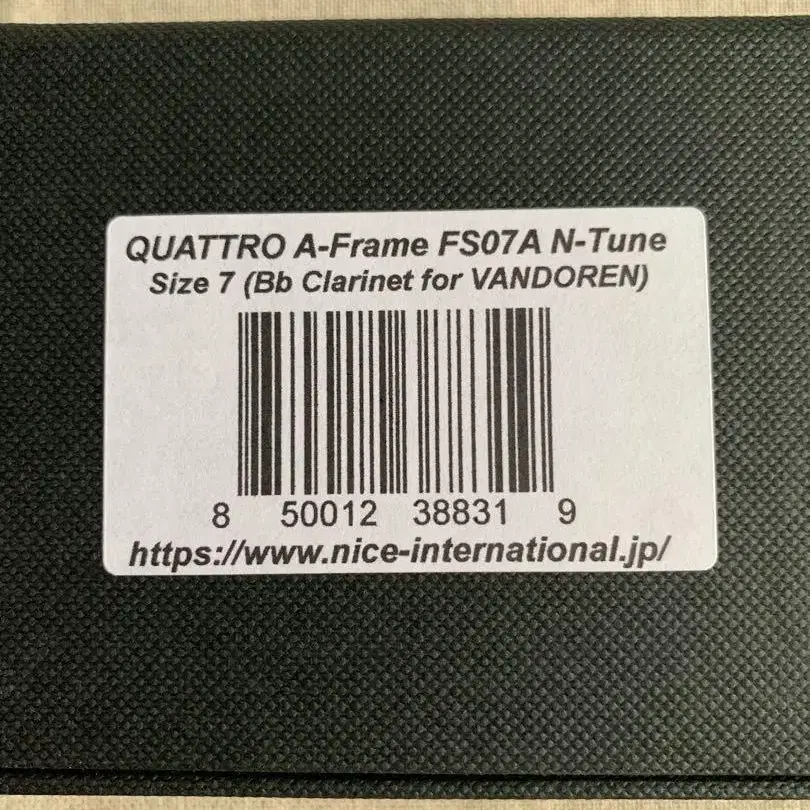 QUATTRO A-Frame FS07A N-Tune
Size 7 (Bb Clarinet for VANDOREN)
8 50012 38831 9
https://www.nice-international.jp/